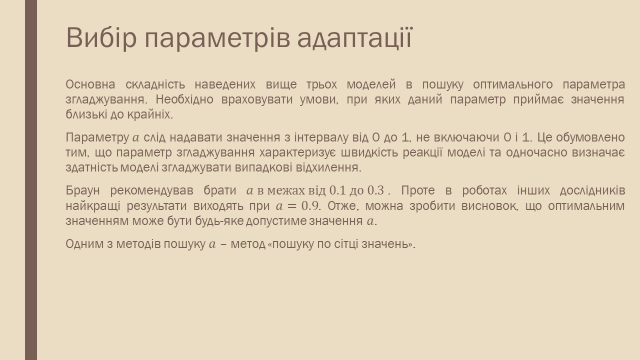 Вибір параметрів адаптації
Основна складність наведених вище трьох моделей в пошуку оптимального параметра
згладжування. Необхідно враховувати умови, при яких даний параметр приймає значення
близькі до крайніх.
Параметру 𝑎 слід надавати значення з інтервалу від 0 до 1, не включаючи 0 і 1. Це обумовлено
тим, що параметр згладжування характеризує швидкість реакції моделі та одночасно визначає
здатність моделі згладжувати випадкові відхилення.
Браун рекомендував брати 𝑎 в межах від 0.1 до 0.3 . Проте в роботах інших дослідників
найкращі результати виходять при 𝑎 = 0.9. Отже, можна зробити висновок, що оптимальним
значенням може бути будь-яке допустиме значення 𝑎.
Одним з методів пошуку 𝑎 – метод «пошуку по сітці значень».